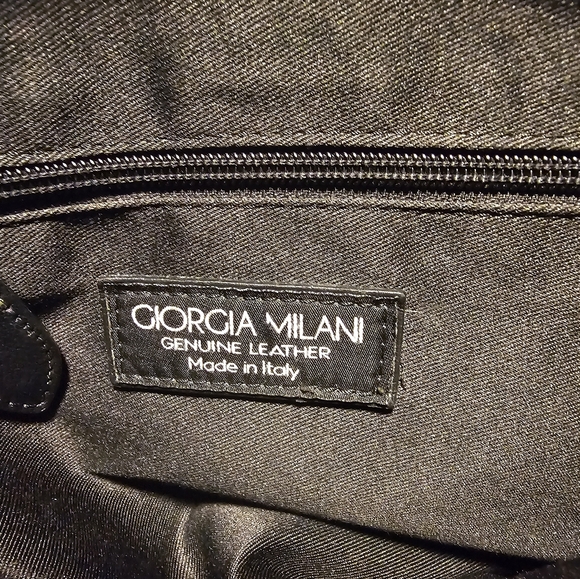 GIORGIA MILANI
GENUINE LEATHER
Made in Italy